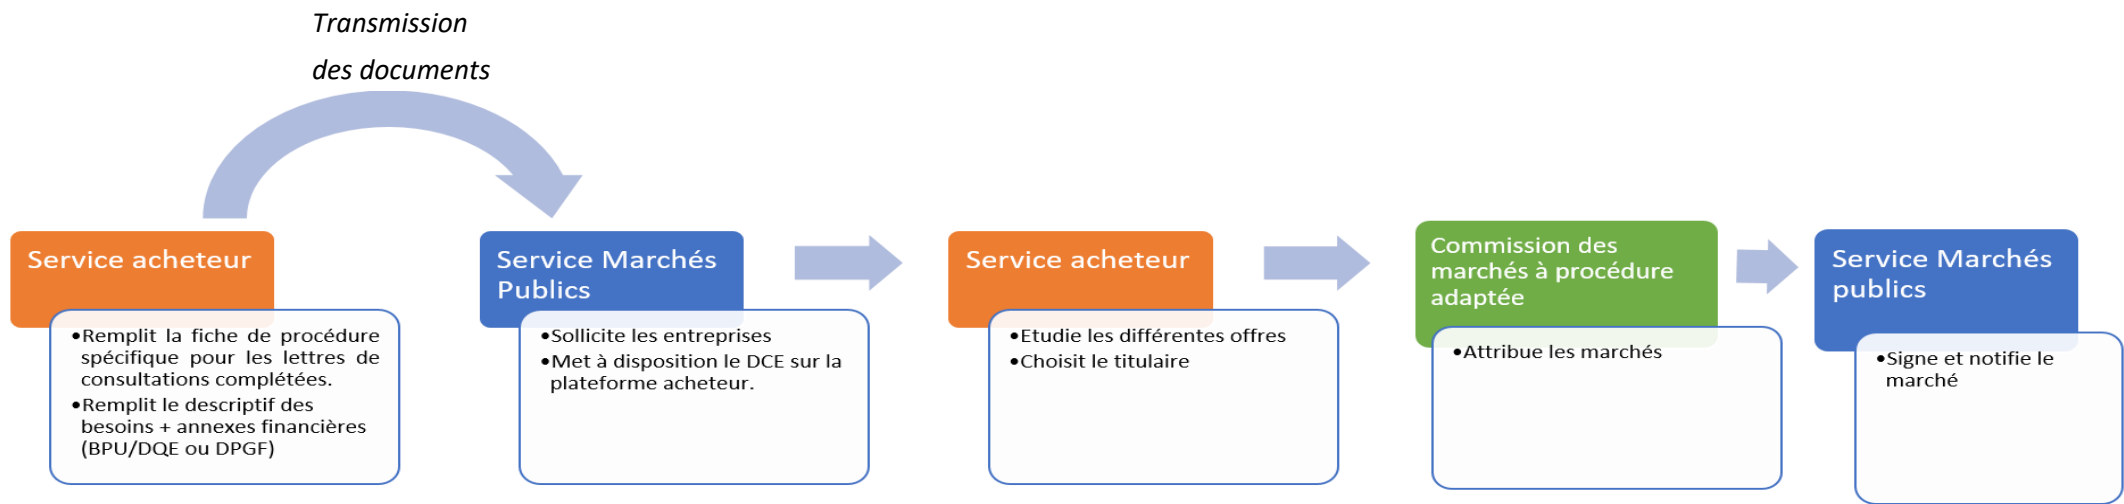 Transmission
des documents
Service acheteur
•Remplit la fiche de procédure
spécifique pour les lettres de
consultations complétées.
•Remplit le descriptif des
besoins + annexes financières
(BPU/DQE ou DPGF)
Service Marchés
Publics
•Sollicite les entreprises
•Met à disposition le DCE sur la
plateforme acheteur.
Service acheteur
•Etudie les différentes offres
•Choisit le titulaire
Commission des
marchés à procédure
adaptée
•Attribue les marchés
Service Marchés
publics
•Signe et notifie le
marché